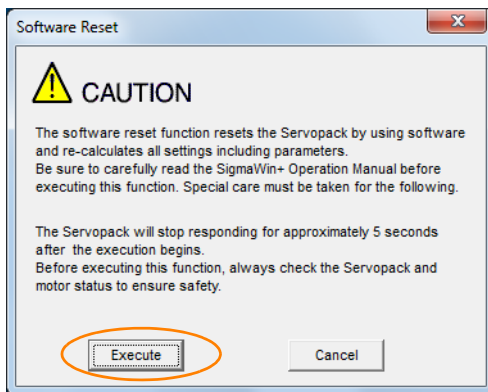 Software Reset
CAUTION
The software reset function resets the Servopack by using software
and re-calculates all settings including parameters.
Be sure to carefully read the SigmaWin+ Operation Manual before
executing this function. Special care must be taken for the following.
The Servopack will stop responding for approximately 5 seconds
after the execution begins.
Before executing this function, always check the Servopack and
motor status to ensure safety.
Execute
Cancel